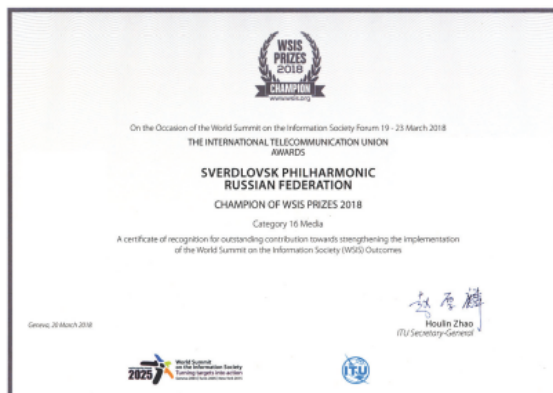 WSIS
PRIZES
2018
CHAMPION
www.wsis.org
On the Occasion of the World Summit on the Information Society Forum 19 - 23 March 2018
THE INTERNATIONAL TELECOMMUNICATION UNION
AWARDS
SVERDLOVSK PHILHARMONIC
RUSSIAN FEDERATION
CHAMPION OF WSIS PRIZES 2018
Category 16 Media
A certificate of recognition for outstanding contribution towards strengthening the implementation
of the World Summit on the Information Society (WSIS) Outcomes
赵厚麟
Geneva, 20 March 2018
Houlin Zhao
ITU Secretary-General
2025
World Summit
on the Information Society
Turning targets into action
ITU